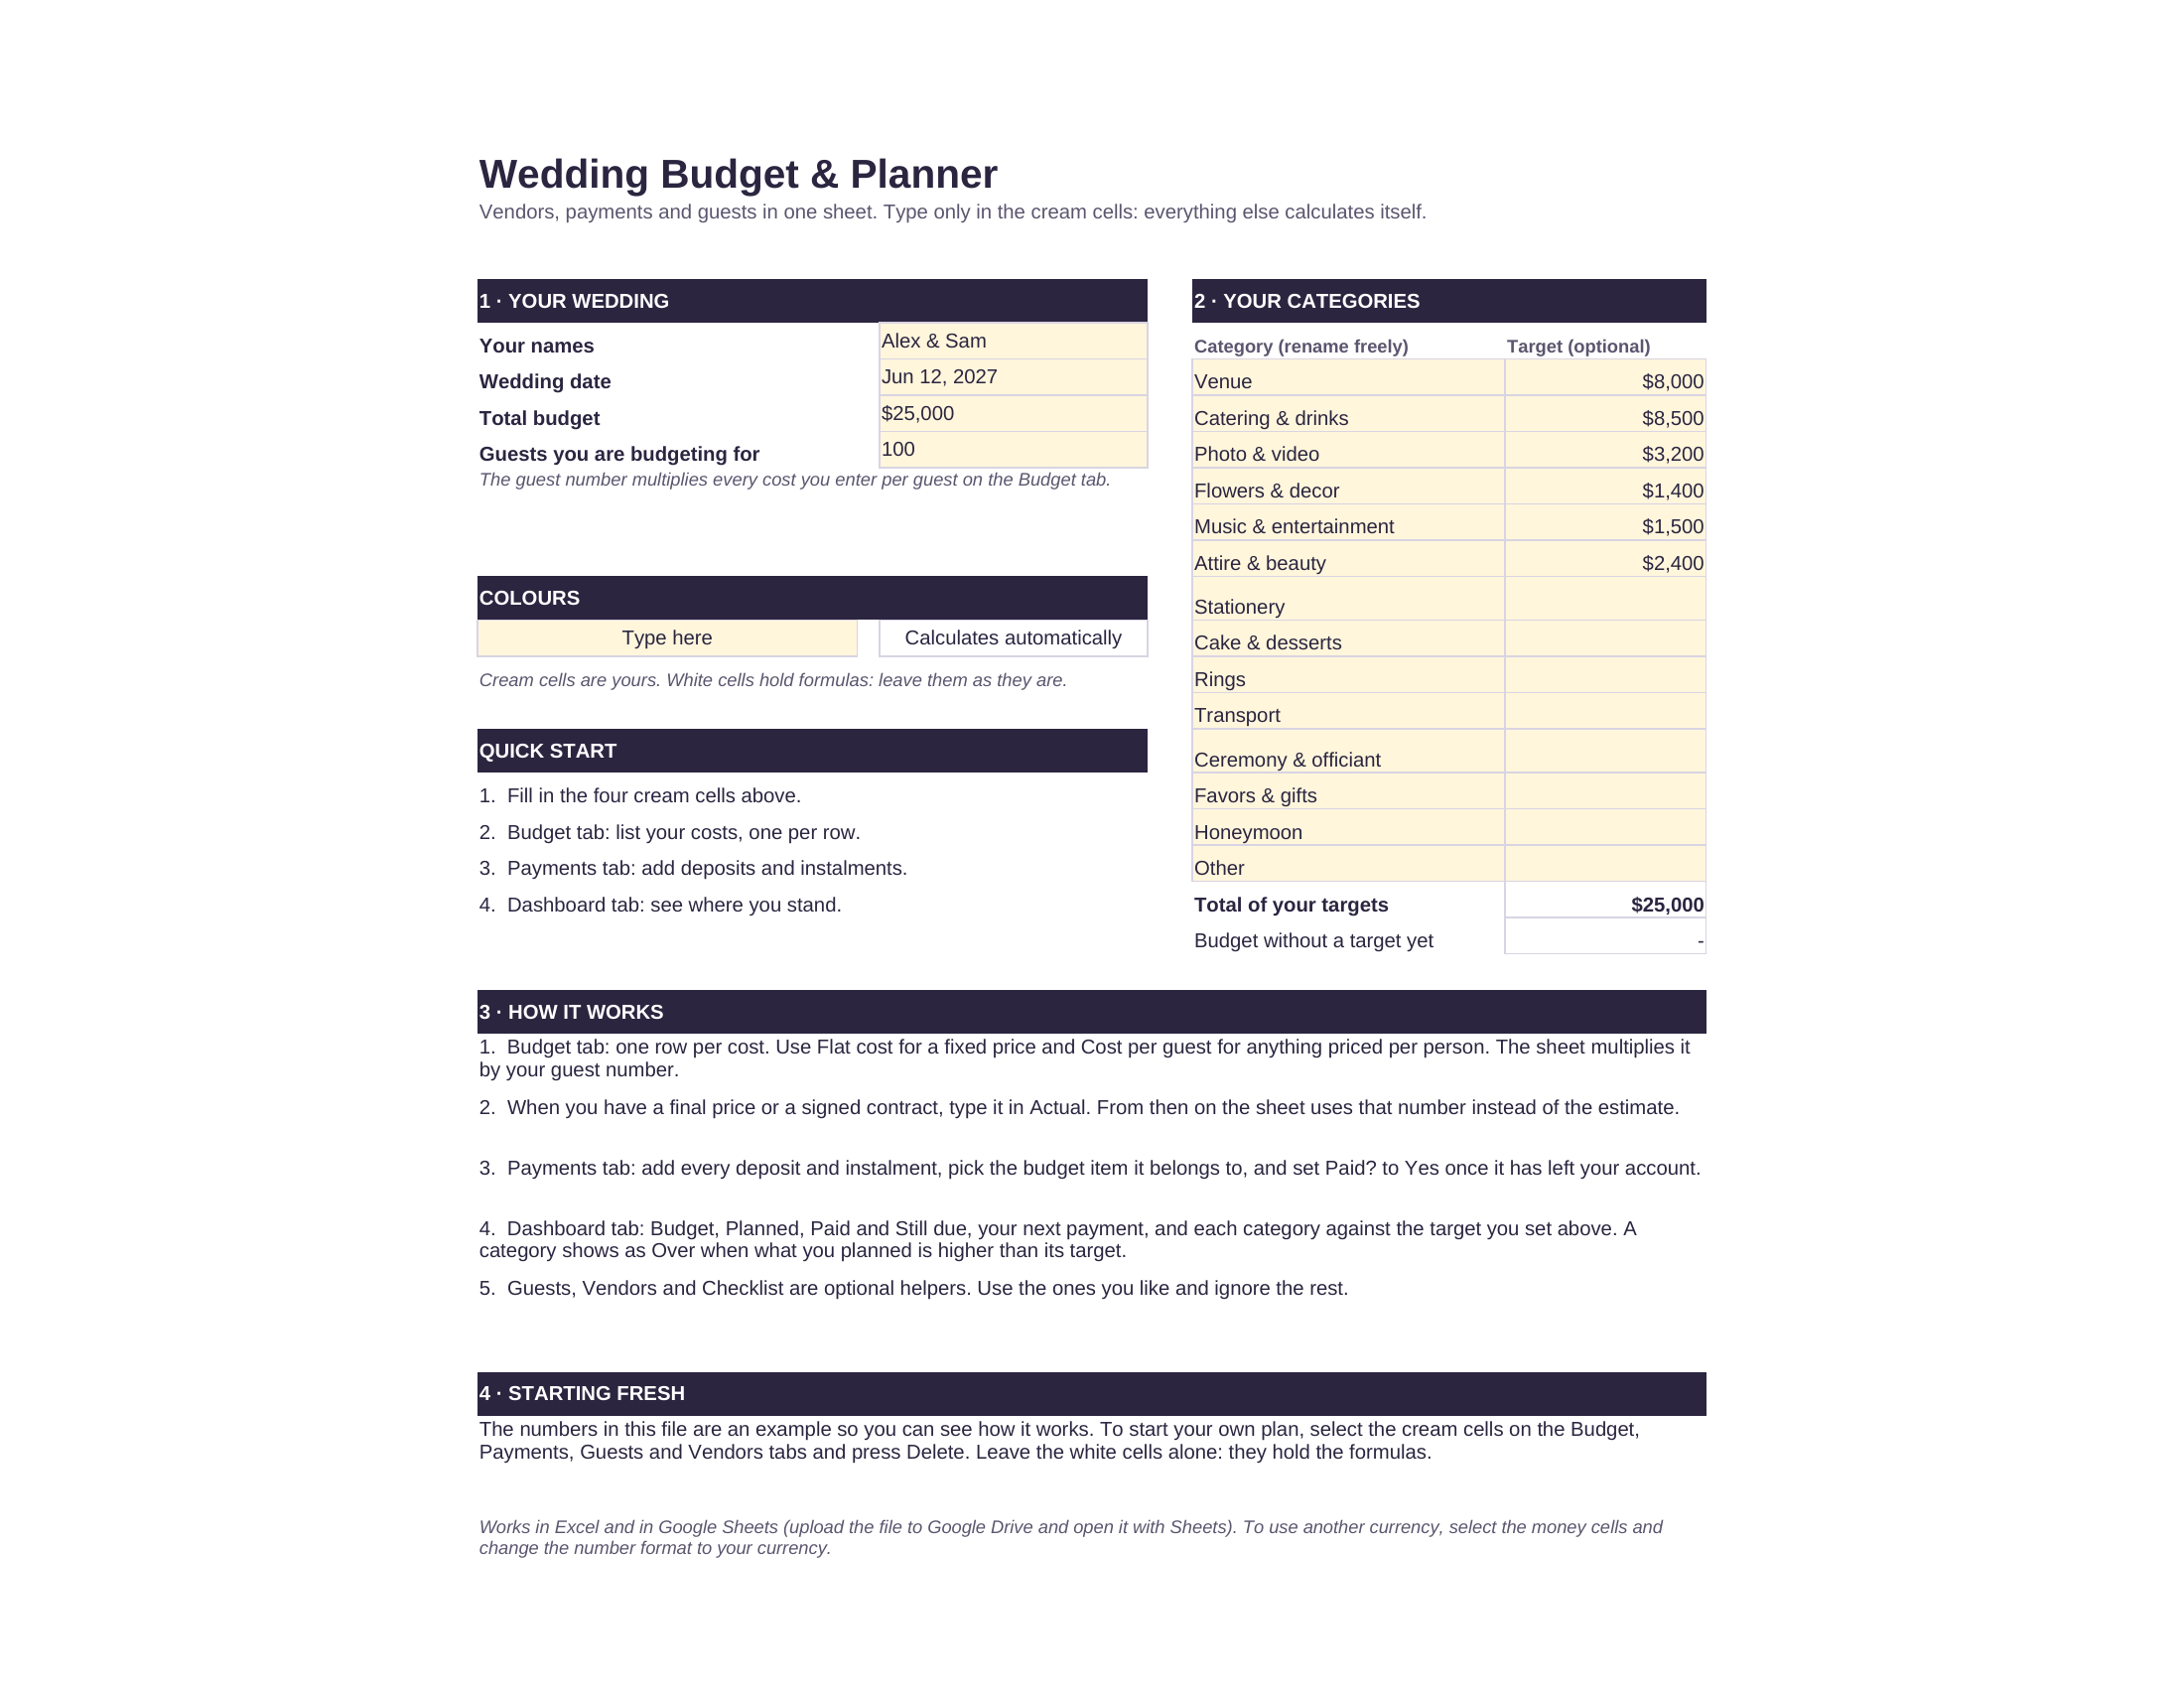 Wedding Budget & Planner
Vendors, payments and guests in one sheet. Type only in the cream cells: everything else calculates itself.
1 · YOUR WEDDING
Your names Alex & Sam
Wedding date Jun 12, 2027
Total budget $25,000
Guests you are budgeting for 100
The guest number multiplies every cost you enter per guest on the Budget tab.
COLOURS
Type here Calculates automatically
Cream cells are yours. White cells hold formulas: leave them as they are.
QUICK START
1. Fill in the four cream cells above.
2. Budget tab: list your costs, one per row.
3. Payments tab: add deposits and instalments.
4. Dashboard tab: see where you stand.
2 · YOUR CATEGORIES
Category (rename freely) Target (optional)
Venue $8,000
Catering & drinks $8,500
Photo & video $3,200
Flowers & decor $1,400
Music & entertainment $1,500
Attire & beauty $2,400
Stationery
Cake & desserts
Rings
Transport
Ceremony & officiant
Favors & gifts
Honeymoon
Other
Total of your targets $25,000
Budget without a target yet -
3 · HOW IT WORKS
1. Budget tab: one row per cost. Use Flat cost for a fixed price and Cost per guest for anything priced per person. The sheet multiplies it
by your guest number.
2. When you have a final price or a signed contract, type it in Actual. From then on the sheet uses that number instead of the estimate.
3. Payments tab: add every deposit and instalment, pick the budget item it belongs to, and set Paid? to Yes once it has left your account.
4. Dashboard tab: Budget, Planned, Paid and Still due, your next payment, and each category against the target you set above. A
category shows as Over when what you planned is higher than its target.
5. Guests, Vendors and Checklist are optional helpers. Use the ones you like and ignore the rest.
4 · STARTING FRESH
The numbers in this file are an example so you can see how it works. To start your own plan, select the cream cells on the Budget,
Payments, Guests and Vendors tabs and press Delete. Leave the white cells alone: they hold the formulas.
Works in Excel and in Google Sheets (upload the file to Google Drive and open it with Sheets). To use another currency, select the money cells and
change the number format to your currency.